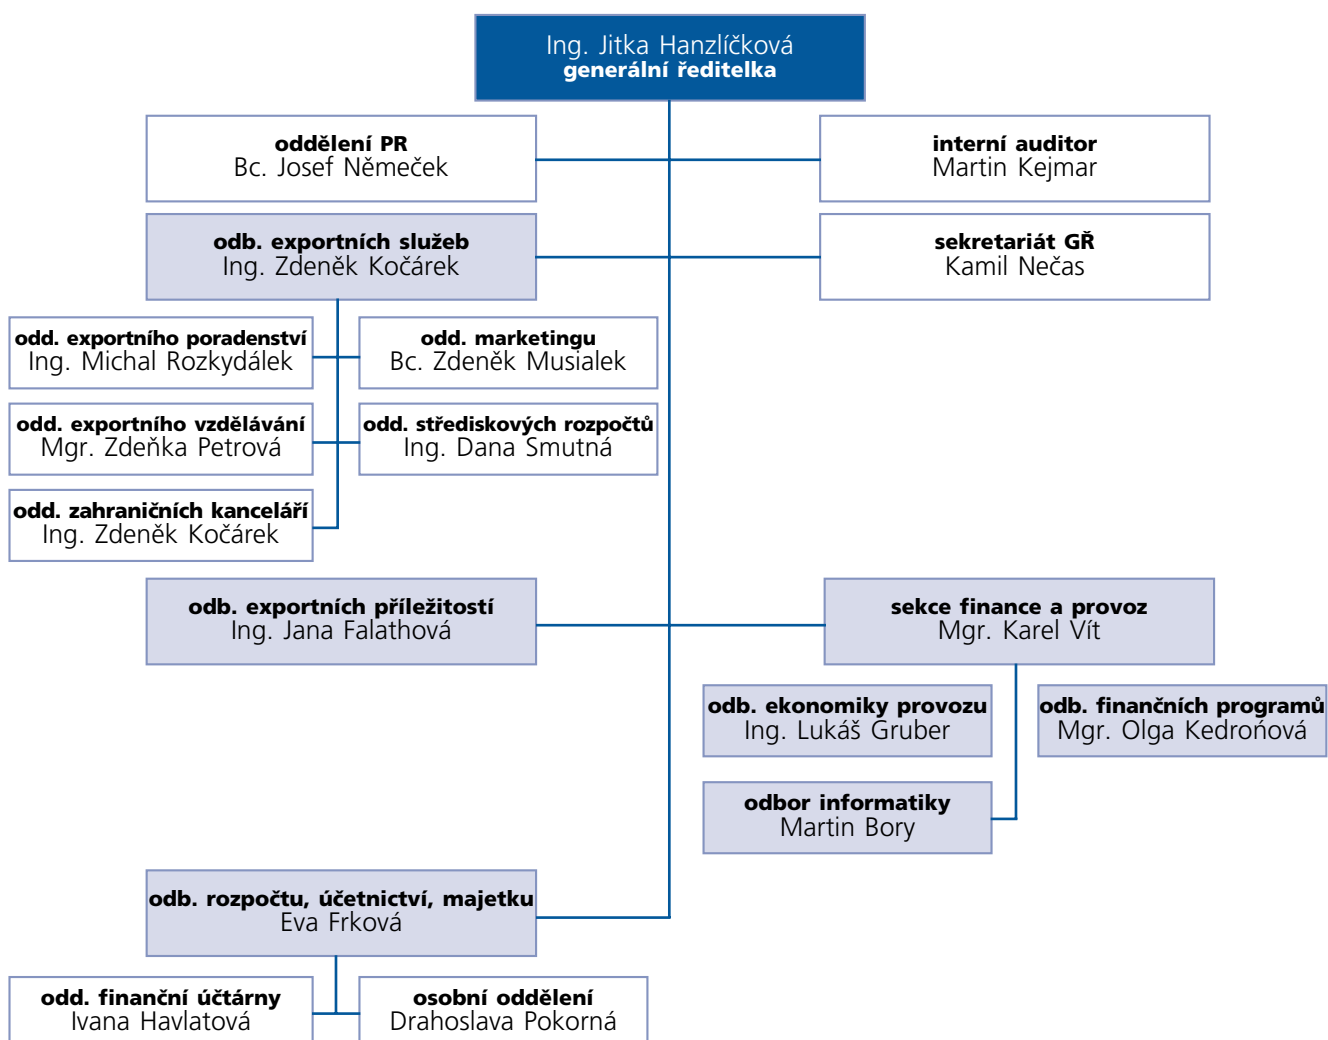 Ing. Jitka Hanzlíčková
generální ředitelka
oddělení PR
Bc. Josef Němeček
interní auditor
Martin Kejmar
odb. exportních služeb
Ing. Zdeněk Kočárek
sekretariát GŘ
Kamil Nečas
odd. exportního poradenství
Ing. Michal Rozkydálek
odd. marketingu
Bc. Zdeněk Musialek
odd. exportního vzdělávání
Mgr. Zdeňka Petrová
odd. střediskových rozpočtů
Ing. Dana Smutná
odd. zahraničních kanceláří
Ing. Zdeněk Kočárek
odb. exportních příležitostí
Ing. Jana Falathová
sekce finance a provoz
Mgr. Karel Vít
odb. ekonomiky provozu
Ing. Lukáš Gruber
odb. finančních programů
Mgr. Olga Kedrońová
odbor informatiky
Martin Bory
odb. rozpočtu, účetnictví, majetku
Eva Frková
odd. finanční účtárny
Ivana Havlatová
osobní oddělení
Drahoslava Pokorná